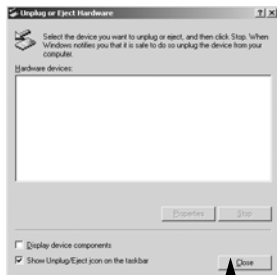 Unplug or Eject Hardware
Select the device you want to unplug or eject, and then click Stop. When
Windows notifies you that it is safe to do so unplug the device from your
computer.
Hardware devices:
Properties
Stop
Display device components
Show Unplug/Eject icon on the taskbar
Close